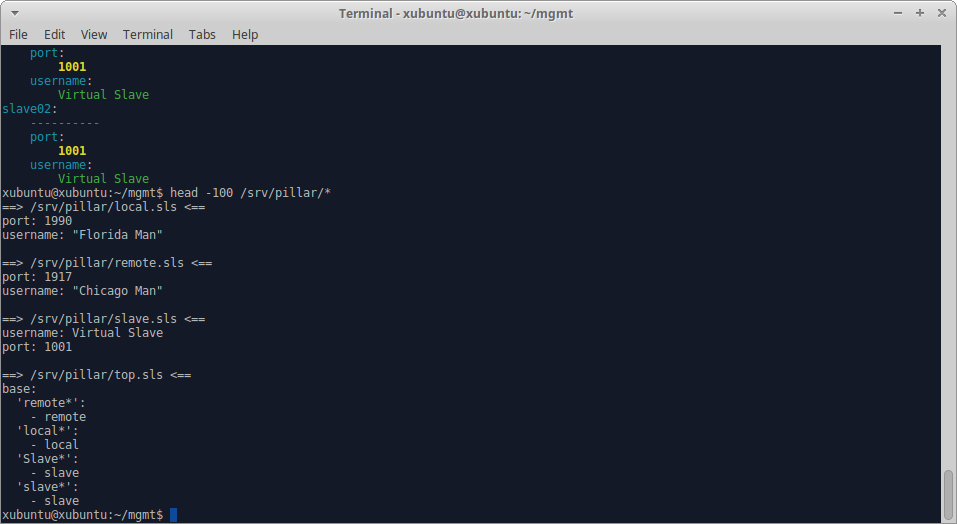 Terminal - xubuntu@xubuntu: ~/mgmt
File Edit View Terminal Tabs Help
    port:
        1001
    username:
        Virtual Slave
slave02:
    ----------
    port:
        1001
    username:
        Virtual Slave
xubuntu@xubuntu:~/mgmt$ head -100 /srv/pillar/*
==> /srv/pillar/local.sls <==
port: 1990
username: "Florida Man"

==> /srv/pillar/remote.sls <==
port: 1917
username: "Chicago Man"

==> /srv/pillar/slave.sls <==
username: Virtual Slave
port: 1001

==> /srv/pillar/top.sls <==
base:
  'remote*':
    - remote
  'local*':
    - local
  'Slave*':
    - slave
  'slave*':
    - slave
xubuntu@xubuntu:~/mgmt$